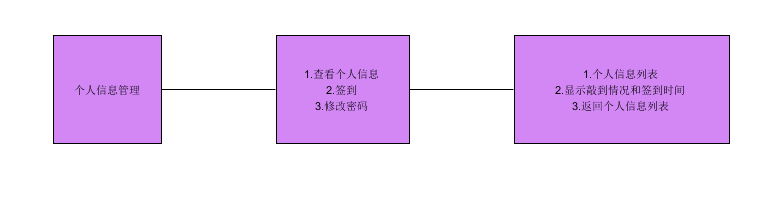 个人信息管理
1.查看个人信息
2.签到
3.修改密码
1.个人信息列表
2.显示敲到情况和签到时间
3.返回个人信息列表